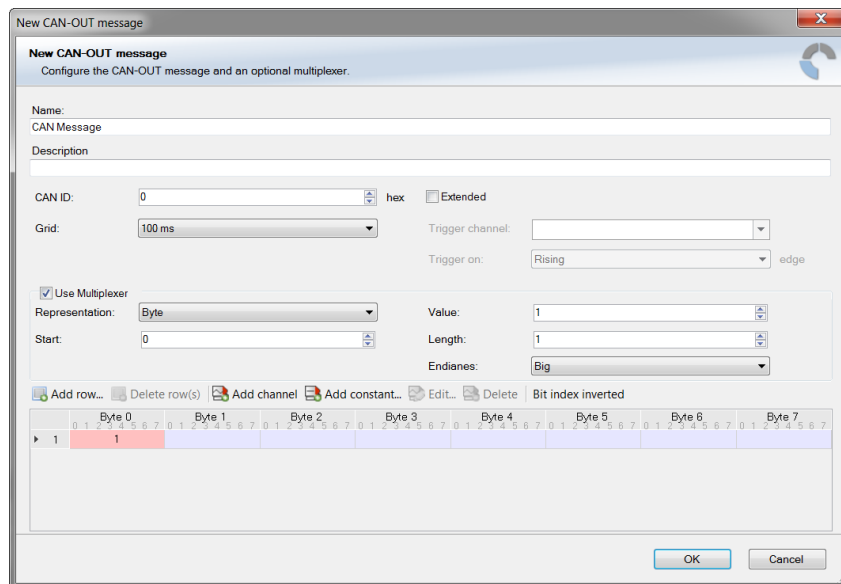 New CAN-OUT message
New CAN-OUT message
Configure the CAN-OUT message and an optional multiplexer.
Name:
CAN Message
Description
CAN ID: 0 hex Extended
Grid: 100 ms Trigger channel:
Trigger on: Rising edge
Use Multiplexer
Representation: Byte Value: 1
Start: 0 Length: 1
Endianes: Big
Add row... Delete row(s) Add channel Add constant... Edit... Delete Bit index inverted
Byte 0 Byte 1 Byte 2 Byte 3 Byte 4 Byte 5 Byte 6 Byte 7
0 1 2 3 4 5 6 7 0 1 2 3 4 5 6 7 0 1 2 3 4 5 6 7 0 1 2 3 4 5 6 7 0 1 2 3 4 5 6 7 0 1 2 3 4 5 6 7 0 1 2 3 4 5 6 7 0 1 2 3 4 5 6 7
1 1
OK Cancel